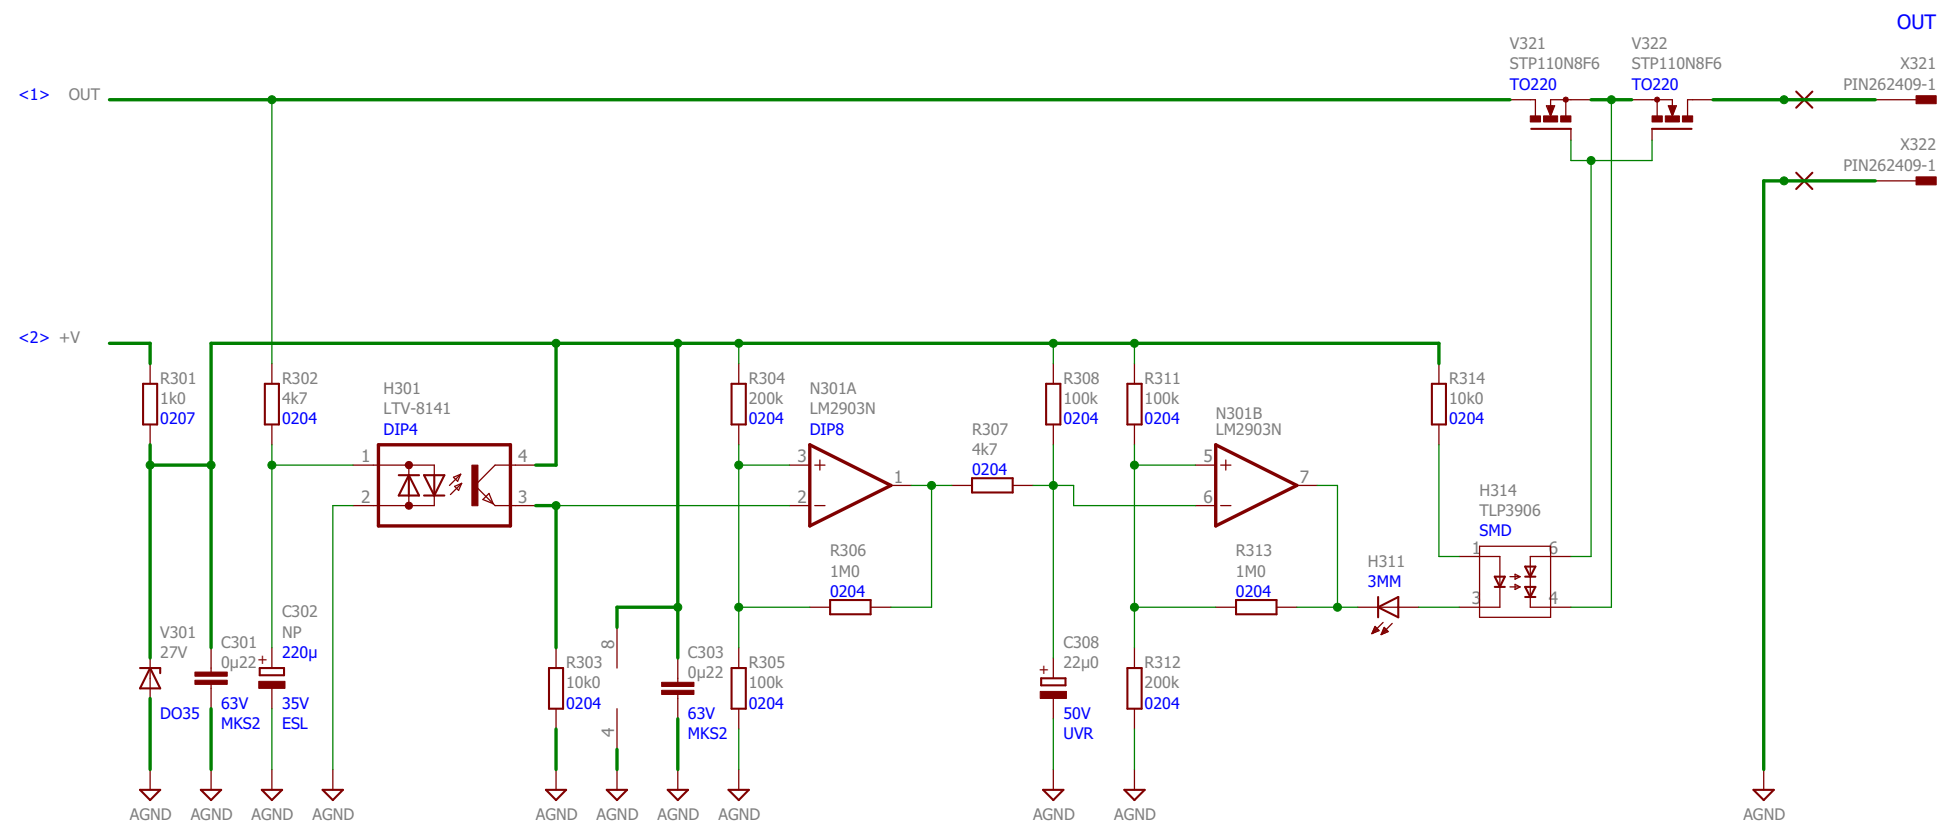 OUT
V321
STP110N8F6
TO220
V322
STP110N8F6
TO220
X321
PIN262409-1
<1> OUT
X322
PIN262409-1
<2> +V
R301
1k0
0207
R302
4k7
0204
H301
LTV-8141
DIP4
1
2
4
3
R304
200k
0204
N301A
LM2903N
DIP8
3
+
2
−
1
R307
4k7
0204
R308
100k
0204
R311
100k
0204
N301B
LM2903N
5
+
6
−
7
R314
10k0
0204
H314
TLP3906
SMD
1
3
6
4
R306
1M0
0204
R313
1M0
0204
H311
3MM
V301
27V
DO35
C301
0µ22
63V
MKS2
C302
NP
220µ
+
35V
ESL
R303
10k0
0204
8
4
C303
0µ22
63V
MKS2
R305
100k
0204
C308
22µ0
+
50V
UVR
R312
200k
0204
AGND AGND AGND AGND AGND AGND AGND AGND AGND AGND AGND